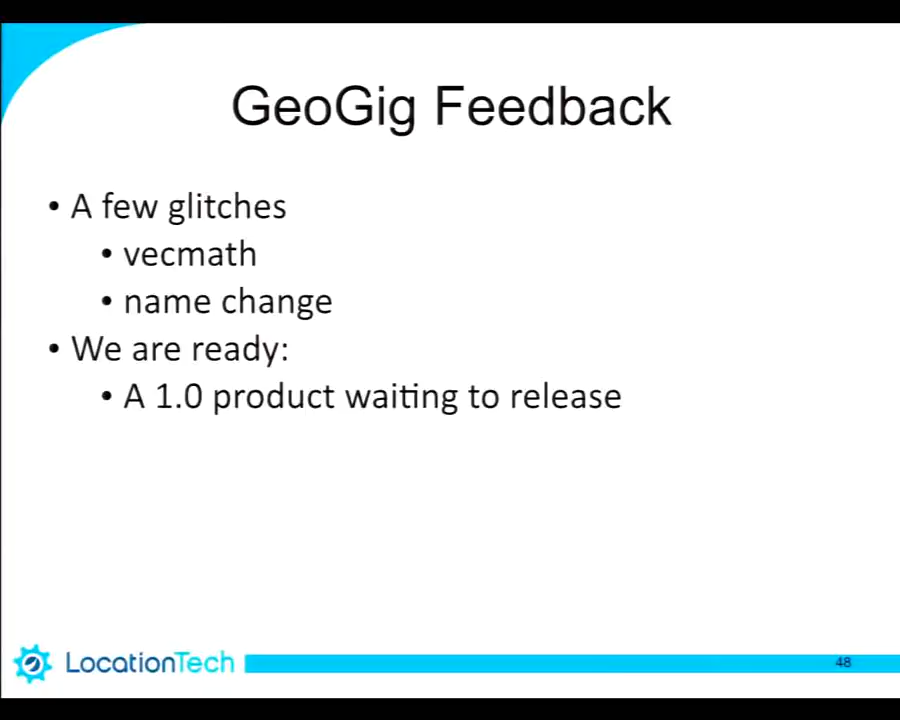 GeoGig Feedback
• A few glitches
• vecmath
• name change
• We are ready:
• A 1.0 product waiting to release
LocationTech
48